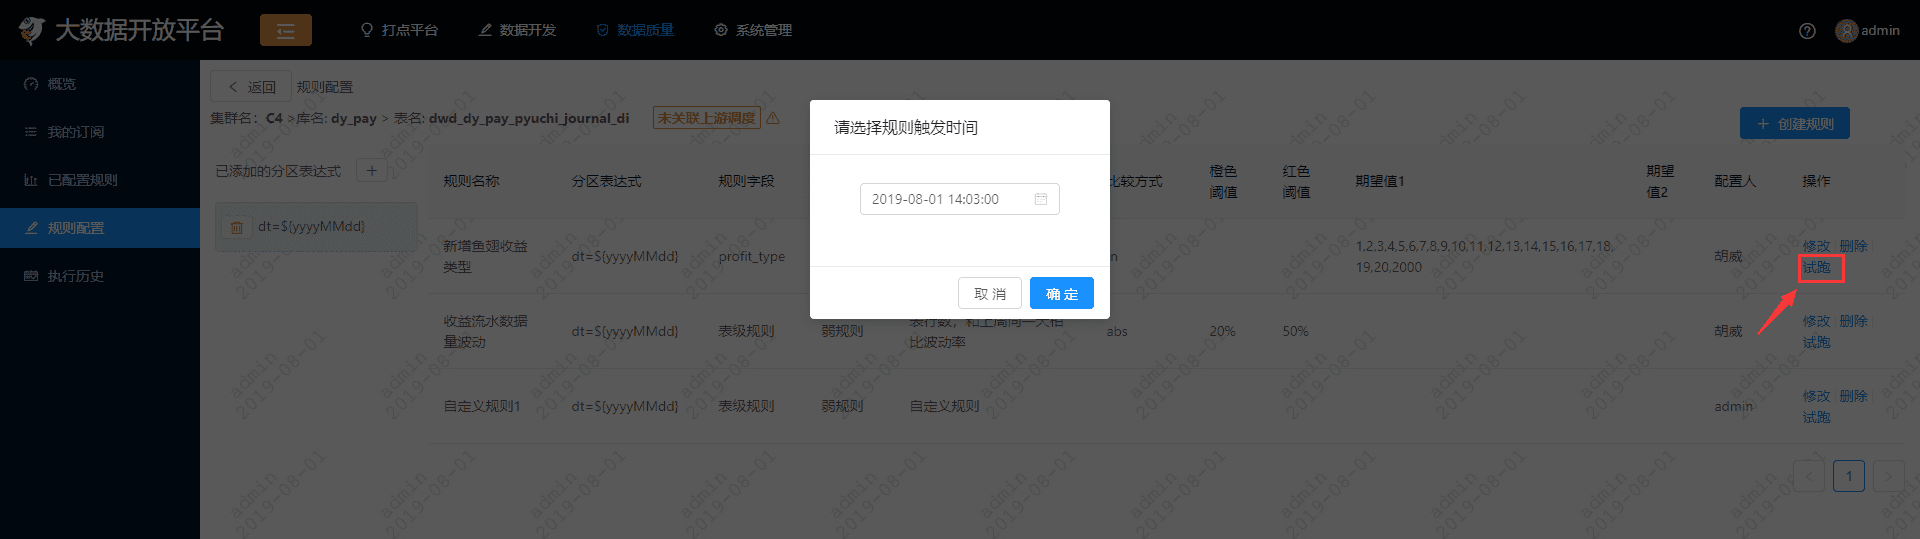 大数据开放平台
打点平台
数据开发
数据质量
系统管理
admin
概览
我的订阅
已配置规则
规则配置
执行历史
返回
规则配置
集群名: C4 >库名: dy_pay > 表名: dwd_dy_pay_pyuchi_journal_di
未关联上游调度
创建规则
已添加的分区表达式
dt=${yyyyMMdd}
规则名称
分区表达式
规则字段
比较方式
橙色
阈值
红色
阈值
期望值1
期望
值2
配置人
操作
新增鱼翅收益
类型
dt=${yyyyMMdd}
profit_type
in
1,2,3,4,5,6,7,8,9,10,11,12,13,14,15,16,17,18,
19,20,2000
胡威
修改
删除
试跑
收益流水数据
量波动
dt=${yyyyMMdd}
表级规则
弱规则
表行数，和上周同一天相
比波动率
abs
20%
50%
胡威
修改
删除
试跑
自定义规则1
dt=${yyyyMMdd}
表级规则
弱规则
自定义规则
admin
修改
删除
试跑
1
请选择规则触发时间
2019-08-01 14:03:00
取 消
确 定
admin
2019-08-01